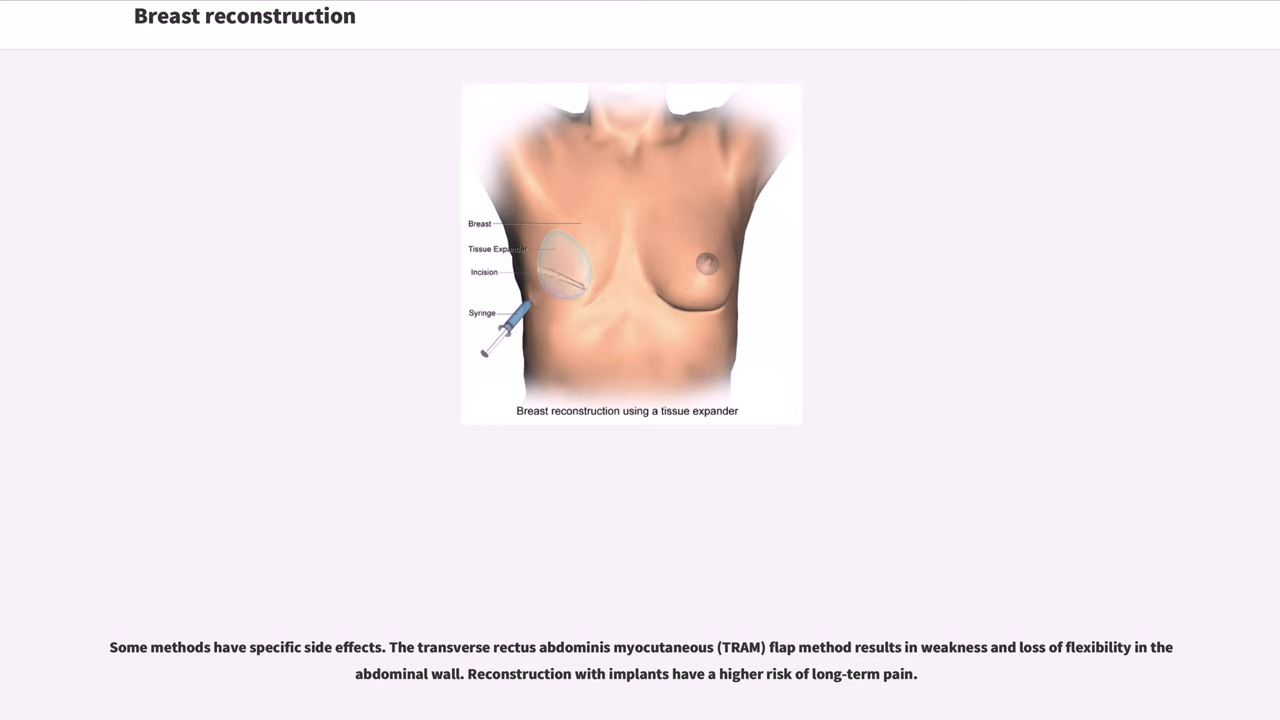 Breast reconstruction
Breast
Tissue Expander
Incision
Syringe
Breast reconstruction using a tissue expander
Some methods have specific side effects. The transverse rectus abdominis myocutaneous (TRAM) flap method results in weakness and loss of flexibility in the
abdominal wall. Reconstruction with implants have a higher risk of long-term pain.